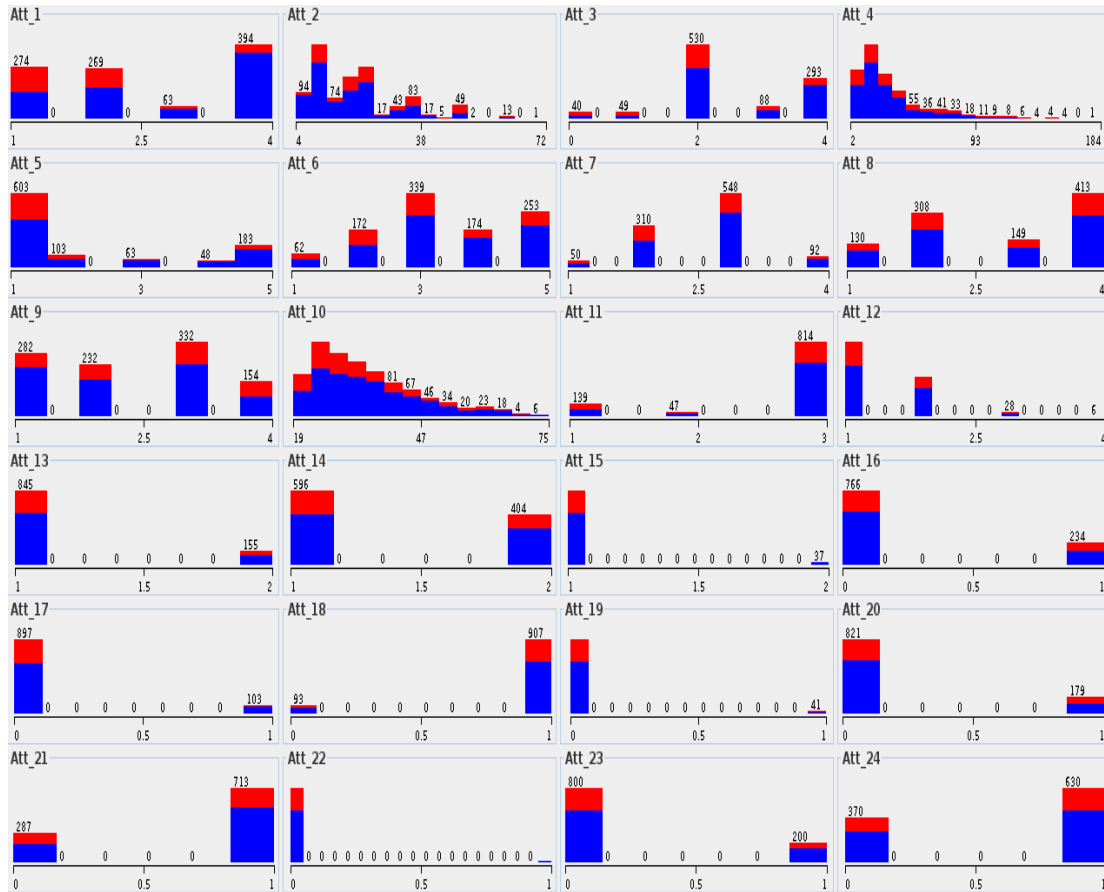 Att_1 Att_2 Att_3 Att_4
274 0 269 0 63 0 394
94 74 17 43 83 17 5 49 2 0 13 0 1
40 0 49 0 530 0 88 0 293
55 36 41 33 18 11 9 8 6 4 4 4 0 1
1 2.5 4
4 38 72
0 2 4
2 93 184
Att_5 Att_6 Att_7 Att_8
603 103 0 63 0 48 183
62 0 172 0 339 0 174 0 253
50 0 0 310 0 0 0 548 0 0 0 92
130 0 308 0 0 149 0 413
1 3 5
1 3 5
1 2.5 4
1 2.5 4
Att_9 Att_10 Att_11 Att_12
282 0 232 0 0 332 0 154
81 67 46 34 20 23 18 4 6
139 0 0 47 0 0 0 814
0 0 0 0 0 0 0 0 28 0 0 0 0 6
1 2.5 4
19 47 75
1 2 3
1 2.5 4
Att_13 Att_14 Att_15 Att_16
845 0 0 0 0 0 0 155
596 0 0 0 404
0 0 0 0 0 0 0 0 0 0 0 0 0 37
766 0 0 0 0 234
1 1.5 2
1 1.5 2
1 1.5 2
0 0.5 1
Att_17 Att_18 Att_19 Att_20
897 0 0 0 0 0 0 0 103
93 0 0 0 0 0 0 0 907
0 0 0 0 0 0 0 0 0 0 0 0 41
821 0 0 0 0 0 179
0 0.5 1
0 0.5 1
0 0.5 1
0 0.5 1
Att_21 Att_22 Att_23 Att_24
287 0 0 0 0 713
0 0 0 0 0 0 0 0 0 0 0 0 0 0 0 0 0 0
800 0 0 0 0 0 200
370 0 0 0 630
0 0.5 1
0 0.5 1
0 0.5 1
0 0.5 1